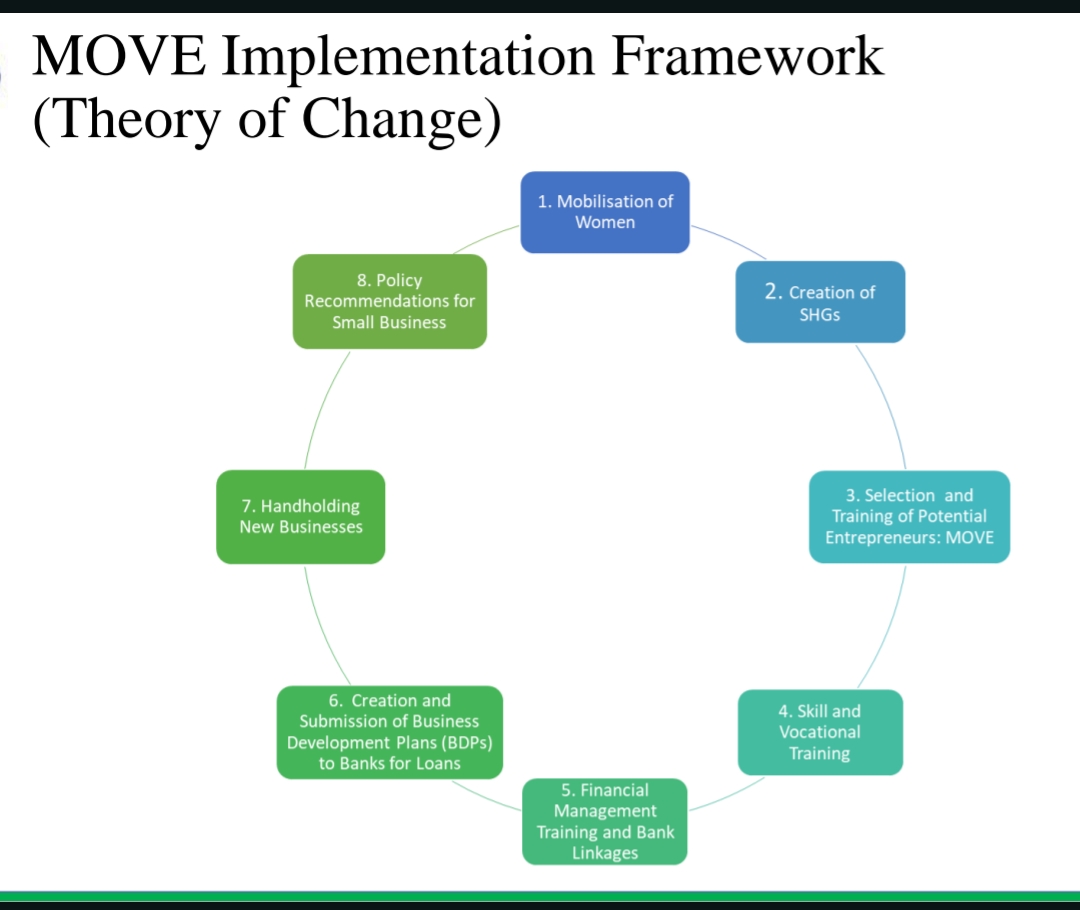 MOVE Implementation Framework
(Theory of Change)
1. Mobilisation of
Women
2. Creation of
SHGs
3. Selection and
Training of Potential
Entrepreneurs: MOVE
4. Skill and
Vocational
Training
5. Financial
Management
Training and Bank
Linkages
6. Creation and
Submission of Business
Development Plans (BDPs)
to Banks for Loans
7. Handholding
New Businesses
8. Policy
Recommendations for
Small Business